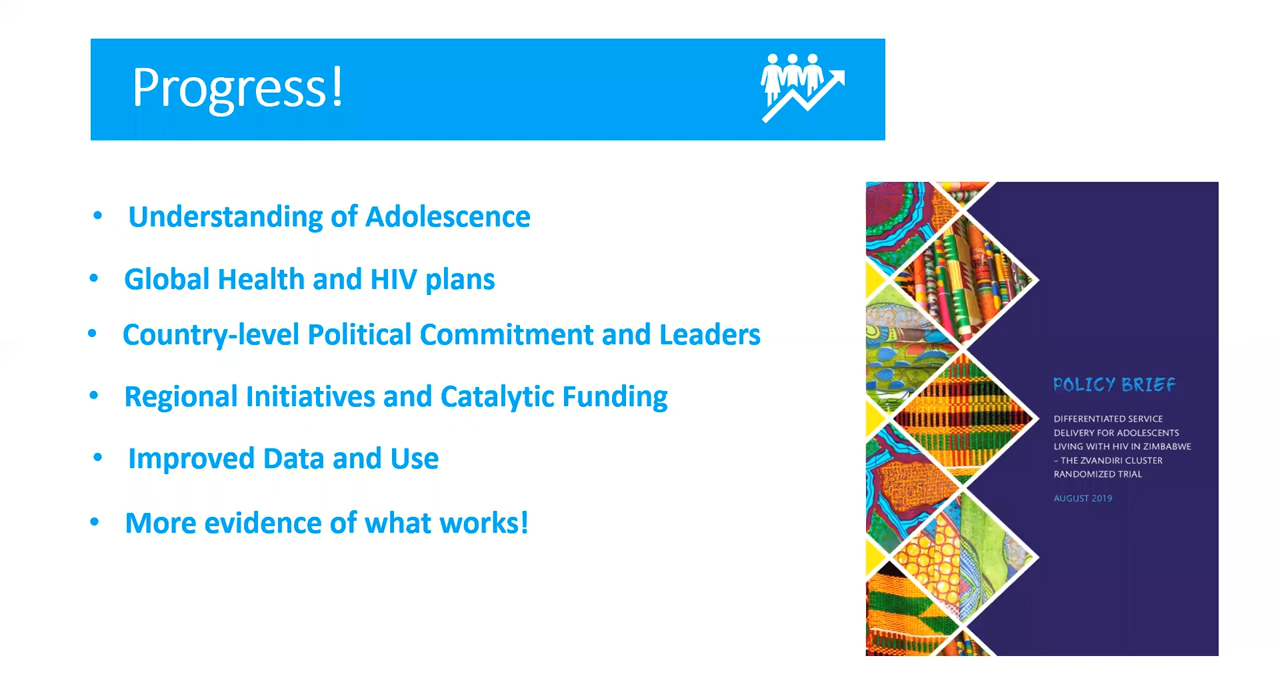 Progress!
• Understanding of Adolescence
• Global Health and HIV plans
• Country-level Political Commitment and Leaders
• Regional Initiatives and Catalytic Funding
• Improved Data and Use
• More evidence of what works!
POLICY BRIEF
DIFFERENTIATED SERVICE
DELIVERY FOR ADOLESCENTS
LIVING WITH HIV IN ZIMBABWE
– THE ZVANDIRI CLUSTER
RANDOMIZED TRIAL
AUGUST 2019